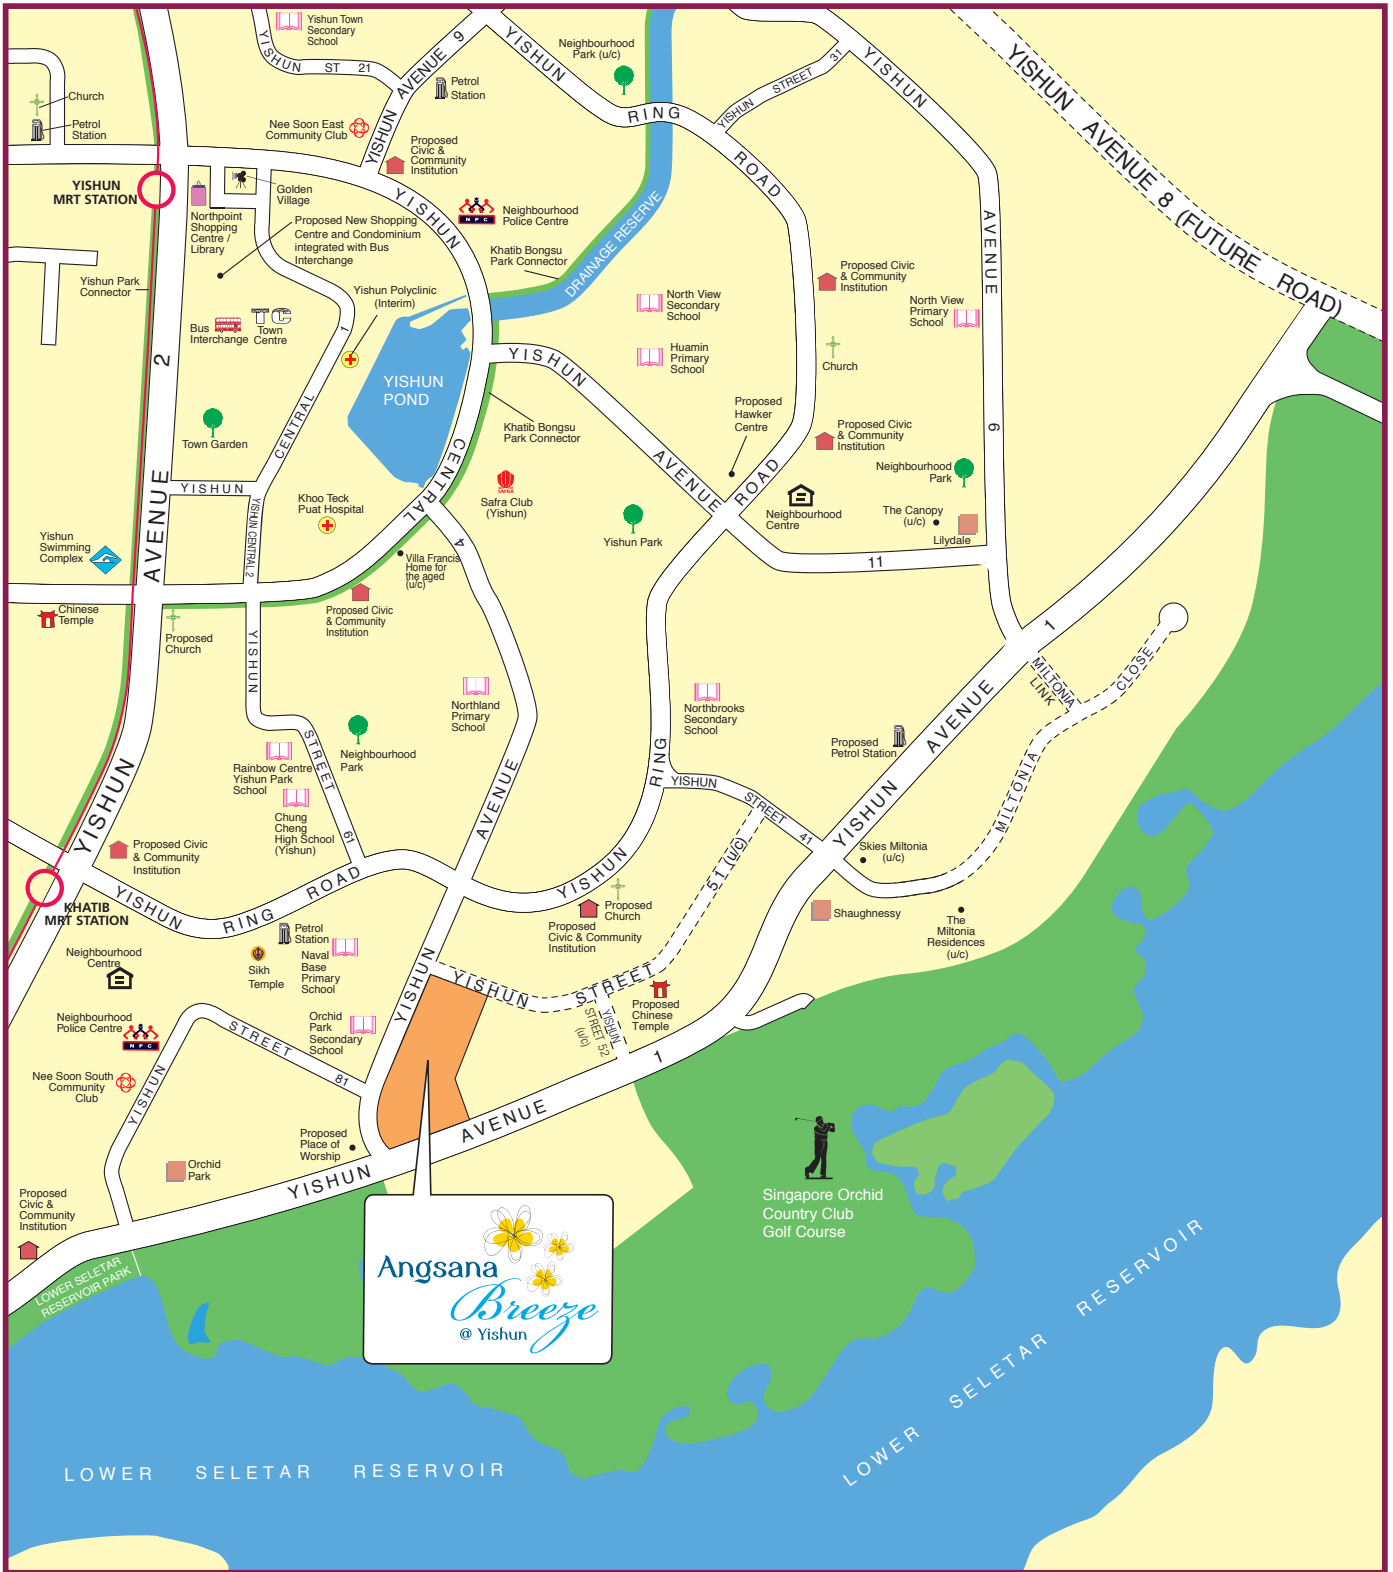 Yishun Town
Secondary
School
YISHUN ST 21
YISHUN AVENUE 9
Petrol
Station
Neighbourhood
Park (u/c)
YISHUN RING ROAD
YISHUN STREET 31
YISHUN AVENUE 6
YISHUN AVENUE 8 (FUTURE ROAD)
Church
Petrol
Station
Nee Soon East
Community Club
Proposed
Civic &
Community
Institution
YISHUN
MRT STATION
Golden
Village
Northpoint
Shopping
Centre /
Library
Proposed New Shopping
Centre and Condominium
integrated with Bus
Interchange
YISHUN CENTRAL
NPC
Neighbourhood
Police Centre
Khatib Bongsu
Park Connector
DRAINAGE RESERVE
Yishun Park
Connector
Yishun Polyclinic
(Interim)
Bus
Interchange
TC
Town
Centre
YISHUN CENTRAL 1
North View
Secondary
School
Huamin
Primary
School
Proposed Civic
& Community
Institution
North View
Primary
School
Church
YISHUN
POND
YISHUN AVENUE 11
Proposed
Hawker
Centre
Khatib Bongsu
Park Connector
Proposed Civic
& Community
Institution
Town Garden
Neighbourhood
Park
SAFRA
Safra Club
(Yishun)
Khoo Teck
Puat Hospital
YISHUN CENTRAL 2
Yishun Park
Neighbourhood
Centre
The Canopy
(u/c)
Lilydale
YISHUN AVENUE 2
Yishun
Swimming
Complex
Villa Francis
Home for
the aged
(u/c)
YISHUN AVENUE 4
Chinese
Temple
Proposed
Church
Proposed Civic
& Community
Institution
YISHUN AVENUE 1
MILTONIA
LINK
MILTONIA CLOSE
YISHUN STREET 61
Northland
Primary
School
Northbrooks
Secondary
School
Proposed
Petrol Station
Neighbourhood
Park
Rainbow Centre
Yishun Park
School
Chung
Cheng
High School
(Yishun)
YISHUN STREET 41
Proposed Civic
& Community
Institution
Skies Miltonia
(u/c)
KHATIB
MRT STATION
YISHUN RING ROAD
YISHUN STREET 51 (u/c)
Proposed
Church
Proposed
Civic & Community
Institution
Shaughnessy
The
Miltonia
Residences
(u/c)
Neighbourhood
Centre
Petrol
Station
Sikh
Temple
Naval
Base
Primary
School
Proposed
Chinese
Temple
YISHUN
STREET 52
(u/c)
Neighbourhood
Police Centre
NPC
Orchid
Park
Secondary
School
YISHUN STREET 81
Nee Soon South
Community
Club
Proposed
Place of
Worship
YISHUN AVENUE 1
Orchid
Park
Proposed
Civic &
Community
Institution
Singapore Orchid
Country Club
Golf Course
LOWER SELETAR
RESERVOIR PARK
Angsana
Breeze
@ Yishun
LOWER SELETAR RESERVOIR
LOWER SELETAR RESERVOIR